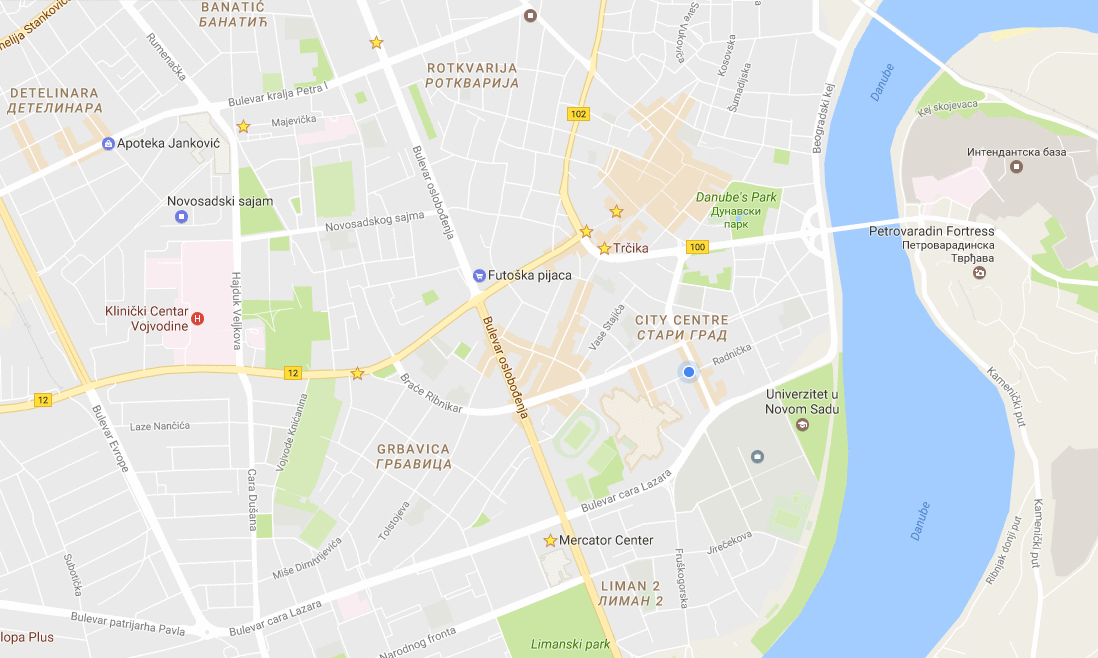 BANATIĆ
БАНАТИЋ
Rumenačka
Save Vukovića
Kosovska
Šumadijska
Beogradski kej
Danube
Kej skojevaca
ROTKVARIJA
РОТКВАРИЈА
DETELINARA
ДЕТЕЛИНАРА
Bulevar kralja Petra I
Majevička
102
Apoteka Janković
Интендантска база
Bulevar oslobođenja
Novosadski sajam
Novosadskog sajma
Danube's Park
Дунавски
парк
Trčika
100
Petrovaradin Fortress
Петроварадинска
Тврђава
Futoška pijaca
Hajduk Veljkova
Klinički Centar
Vojvodine
H
Bulevar oslobođenja
Vase Stajića
CITY CENTRE
СТАРИ ГРАД
Radnička
12
12
Braće Ribnikar
Kamenički put
Univerzitet u
Novom Sadu
Bulevar Evrope
Laze Nančića
Vojvode Knićanina
GRBAVICA
ГРБАВИЦА
Cara Dušana
Tolstojeva
Bulevar cara Lazara
Danube
Kamenički put
Ribnjak donji put
Mercator Center
Jirečekova
Fruškogorska
Miše Dimitrijevića
Subotička
LIMAN 2
ЛИМАН 2
Bulevar patrijarha Pavla
Bulevar cara Lazara
Narodnog fronta
Limanski park
lopa Plus